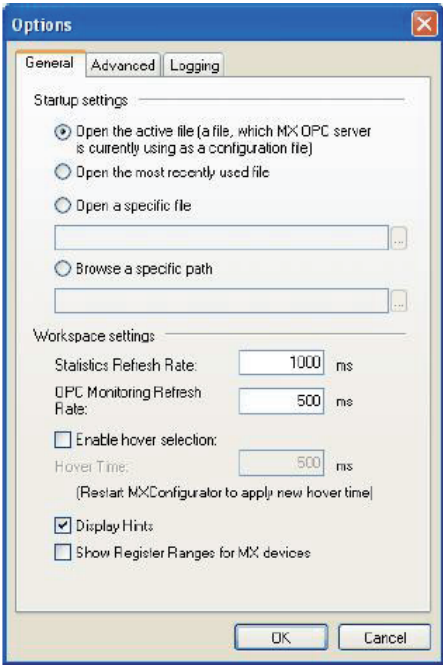 Options
General Advanced Logging
Startup settings
Open the active file (a file, which MX OPC server
is currently using as a configuration file)
Open the most recently used file
Open a specific file
...
Browse a specific path
...
Workspace settings
Statistics Refresh Rate: 1000 ms
OPC Monitoring Refresh
Rate: 500 ms
Enable hover selection:
Hover Time: 500 ms
(Restart MXConfigurator to apply new hover time)
Display Hints
Show Register Ranges for MX devices
OK Cancel